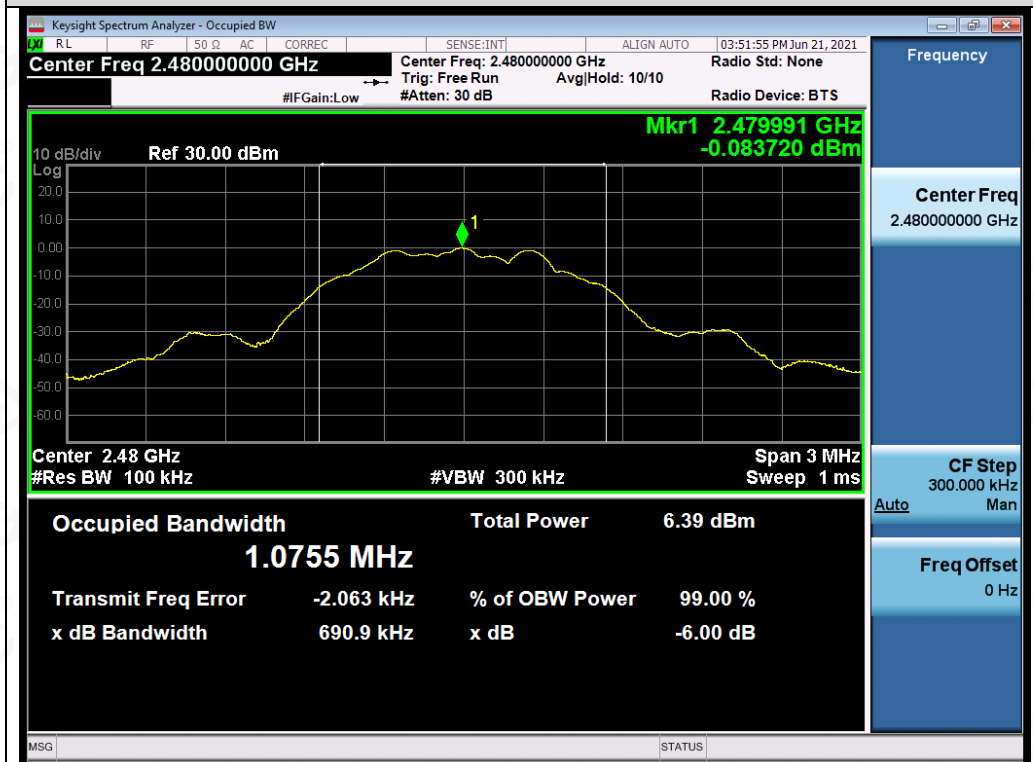 Keysight Spectrum Analyzer - Occupied BW
LXI RL RF 50 Ω AC CORREC SENSE:INT ALIGN AUTO 03:51:55 PM Jun 21, 2021
Center Freq 2.480000000 GHz
Center Freq: 2.480000000 GHz
Radio Std: None
Trig: Free Run
Avg|Hold: 10/10
#IFGain:Low
#Atten: 30 dB
Radio Device: BTS
Mkr1 2.479991 GHz
-0.083720 dBm
10 dB/div Ref 30.00 dBm
Log
20.0
10.0
1
0.00
-10.0
-20.0
-30.0
-40.0
-50.0
-60.0
Center 2.48 GHz Span 3 MHz
#Res BW 100 kHz #VBW 300 kHz Sweep 1 ms
Occupied Bandwidth Total Power 6.39 dBm
1.0755 MHz
Transmit Freq Error -2.063 kHz % of OBW Power 99.00 %
x dB Bandwidth 690.9 kHz x dB -6.00 dB
Frequency
Center Freq
2.480000000 GHz
CF Step
300.000 kHz
Auto Man
Freq Offset
0 Hz
MSG STATUS